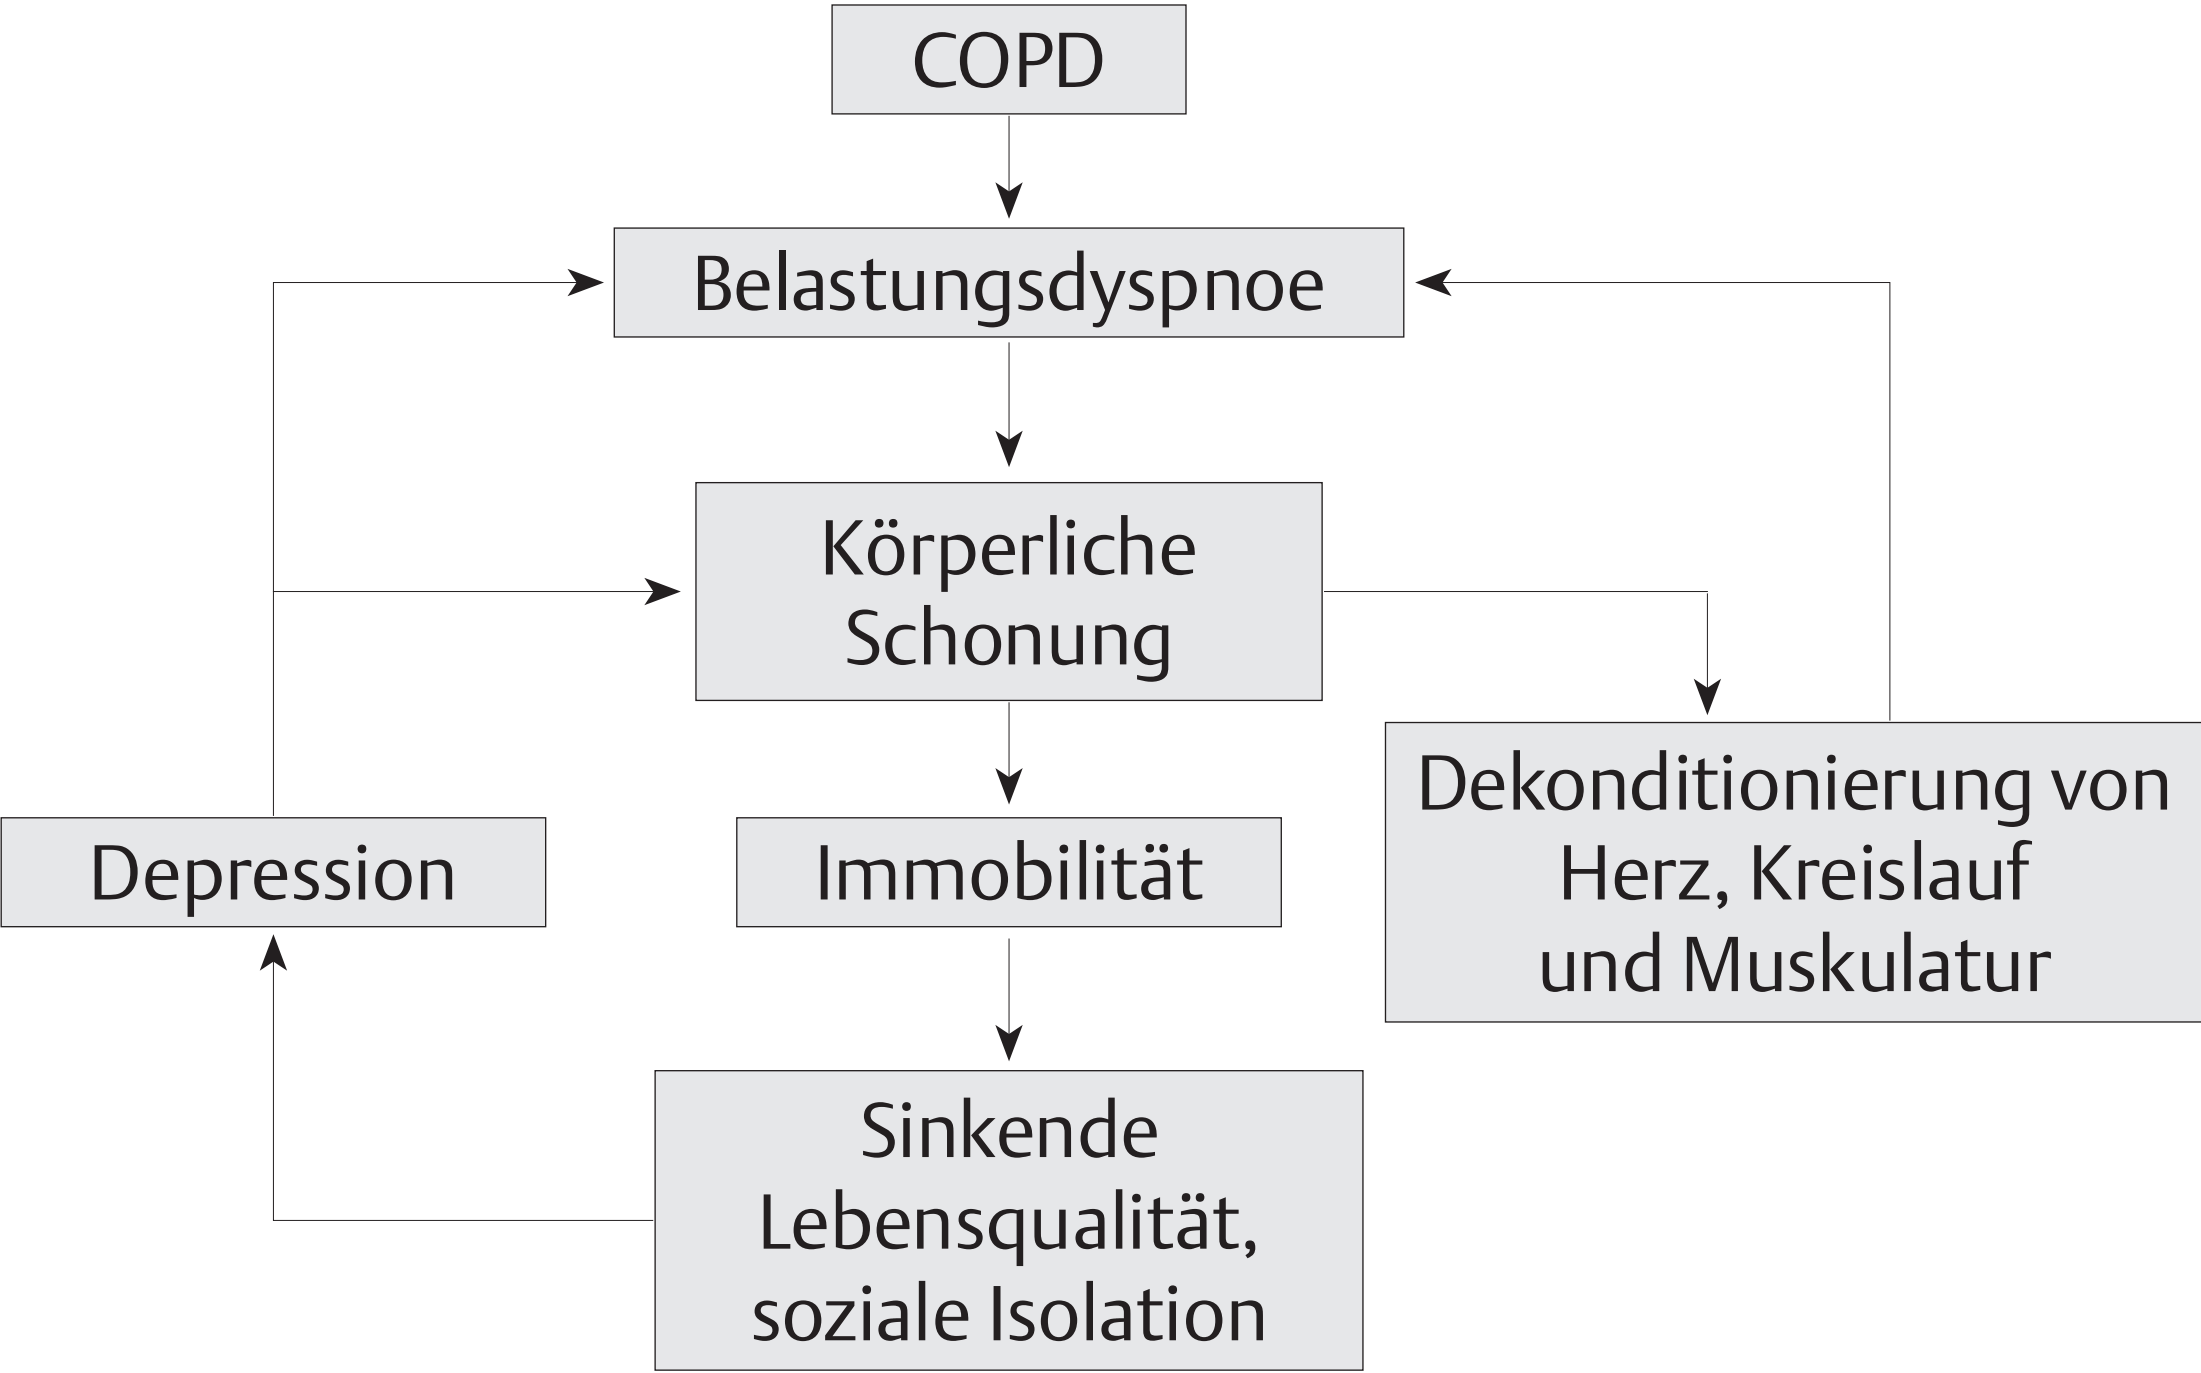 COPD
Belastungsdyspnoe
Körperliche
Schonung
Depression
Immobilität
Dekonditionierung von
Herz, Kreislauf
und Muskulatur
Sinkende
Lebensqualität,
soziale Isolation